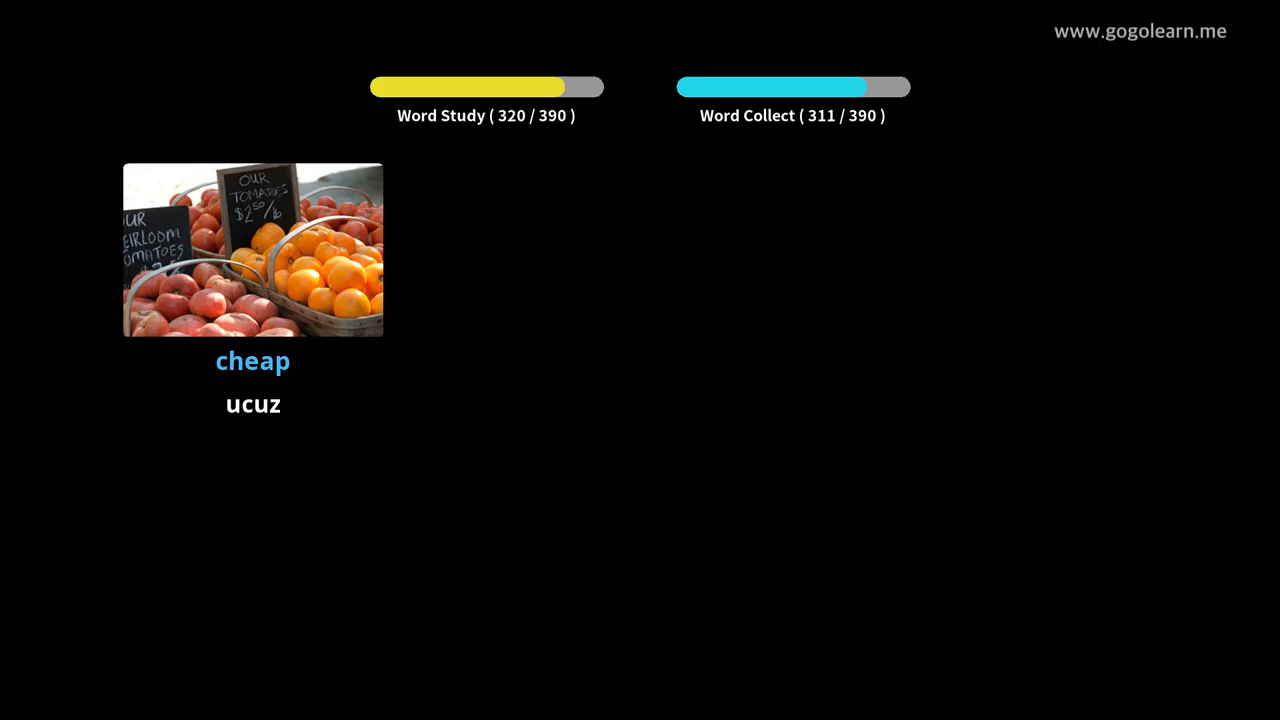 www.gogolearn.me
Word Study ( 320 / 390 )
Word Collect ( 311 / 390 )
OUR
TOMATOES
$2.50/lb
UR
EIRLOOM
OMATOES
cheap
ucuz